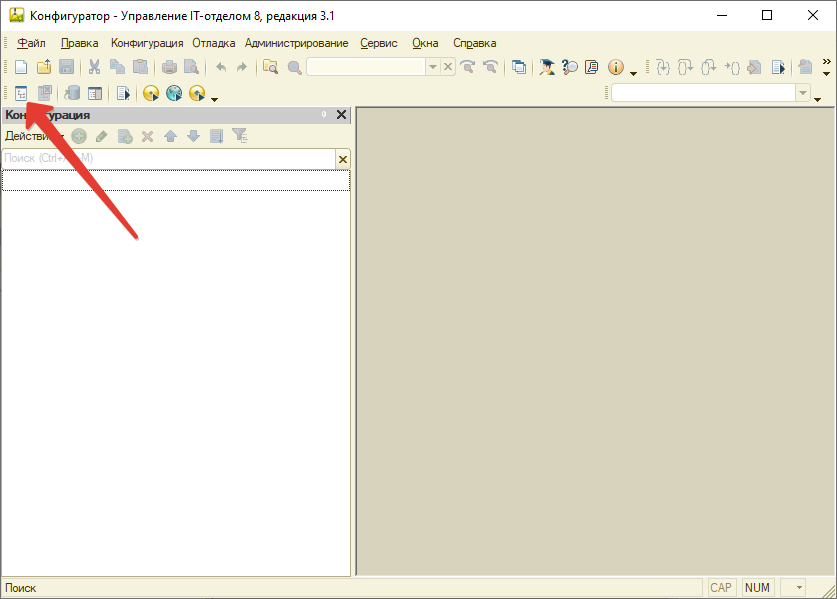 Конфигуратор - Управление IT-отделом 8, редакция 3.1
Файл Правка Конфигурация Отладка Администрирование Сервис Окна Справка
Конфигурация
Действия
Поиск (Ctrl+Alt+M)
Поиск CAP NUM